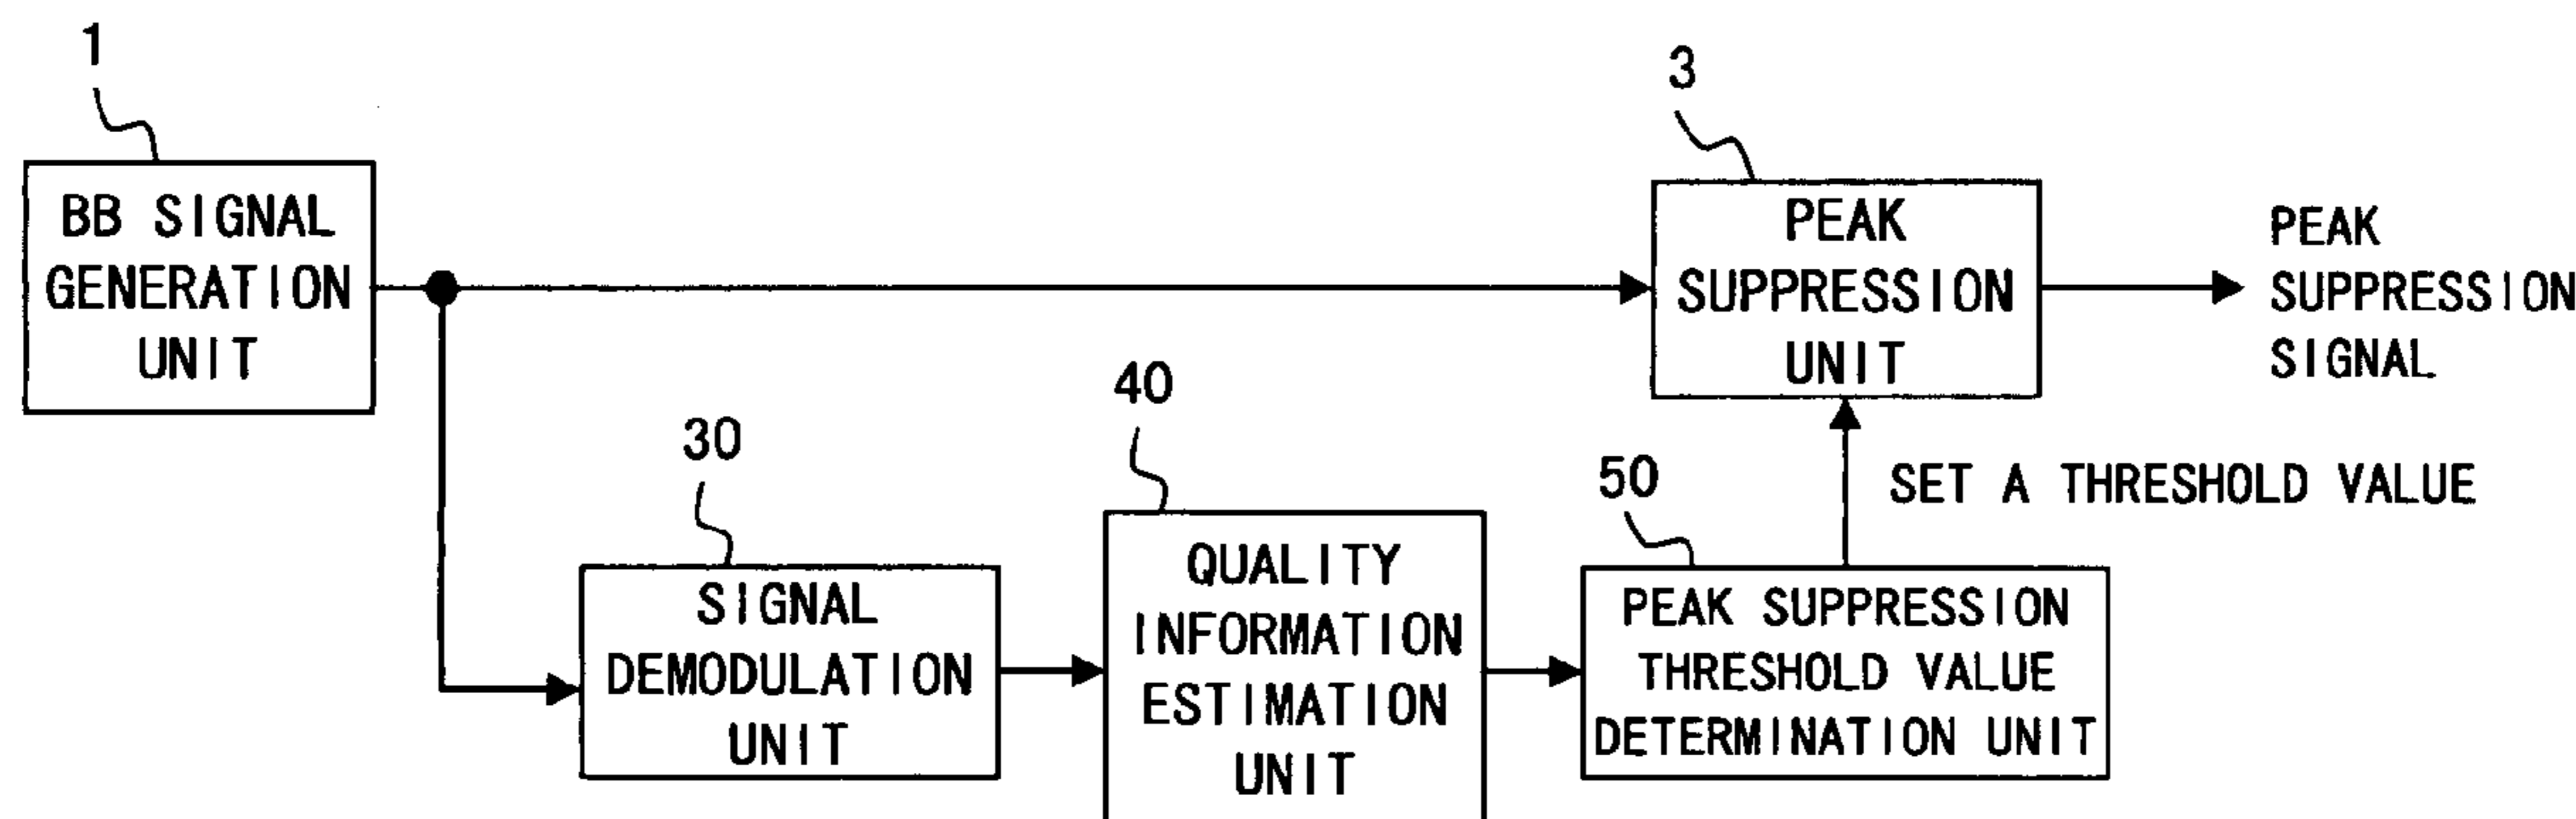 1
BB SIGNAL
GENERATION
UNIT
3
PEAK
SUPPRESSION
UNIT
PEAK
SUPPRESSION
SIGNAL
30
SIGNAL
DEMODULATION
UNIT
40
QUALITY
INFORMATION
ESTIMATION
UNIT
50
SET A THRESHOLD VALUE
PEAK SUPPRESSION
THRESHOLD VALUE
DETERMINATION UNIT